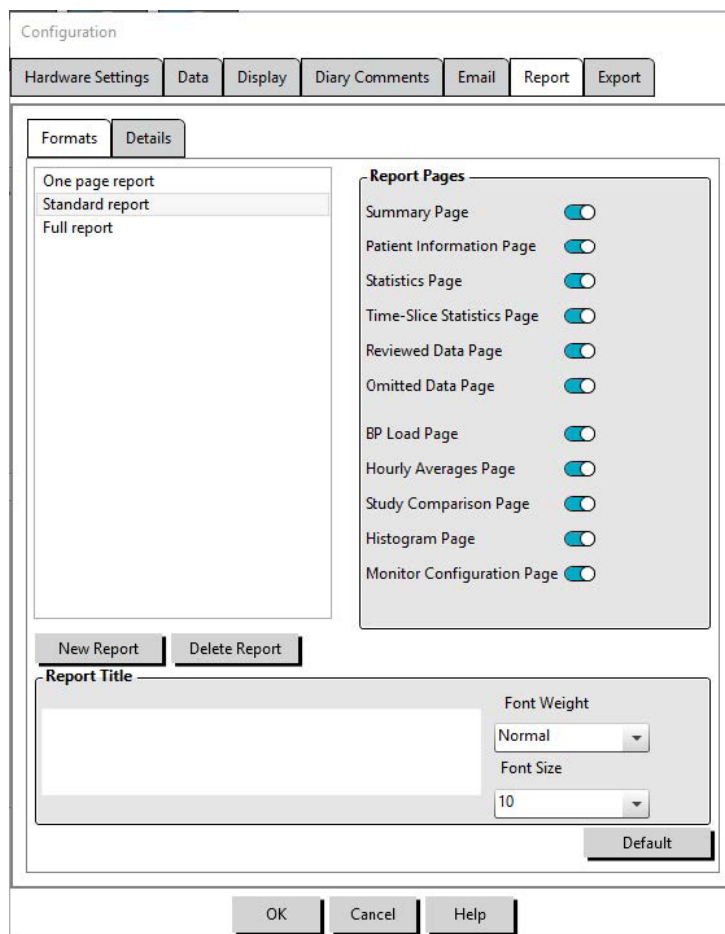 Configuration
Hardware Settings Data Display Diary Comments Email Report Export
Formats Details
One page report
Standard report
Full report
Report Pages
Summary Page
Patient Information Page
Statistics Page
Time-Slice Statistics Page
Reviewed Data Page
Omitted Data Page
BP Load Page
Hourly Averages Page
Study Comparison Page
Histogram Page
Monitor Configuration Page
New Report Delete Report
Report Title
Font Weight
Normal
Font Size
10
Default
OK Cancel Help